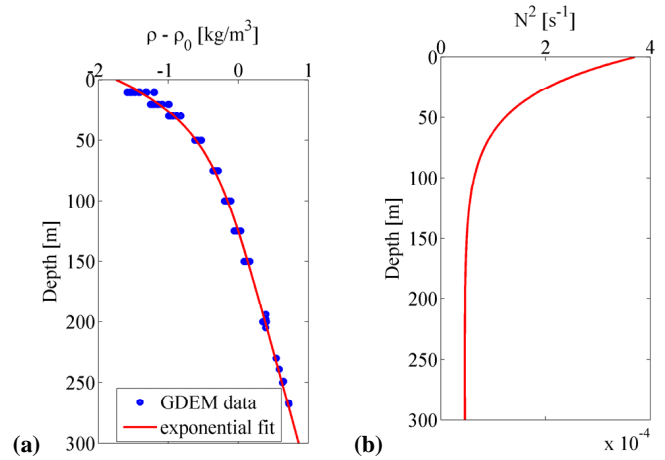 ρ - ρ0 [kg/m³]
-2 -1 0 1
0
50
100
150
200
250
300
Depth [m]
GDEM data
exponential fit
(a)
N² [s⁻¹]
0 2 4
0
50
100
150
200
250
300
Depth [m]
x 10⁻⁴
(b)